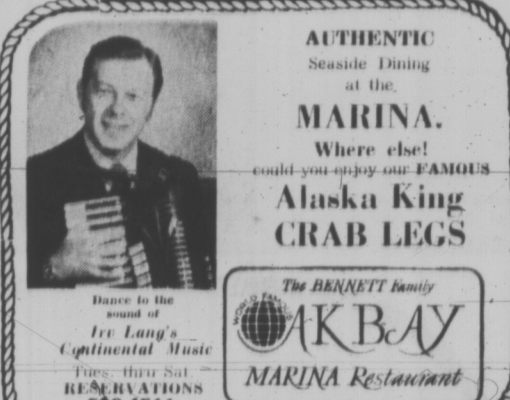 AUTHENTIC
Seaside Dining
at the
MARINA.
Where else!
could you enjoy our FAMOUS
Alaska King
CRAB LEGS
Dance to the
sound of
Irv Lang's
Continental Music
Tues. thru Sat.
RESERVATIONS
The BENNETT Family
WORLD FAMOUS
OAK BAY
MARINA Restaurant